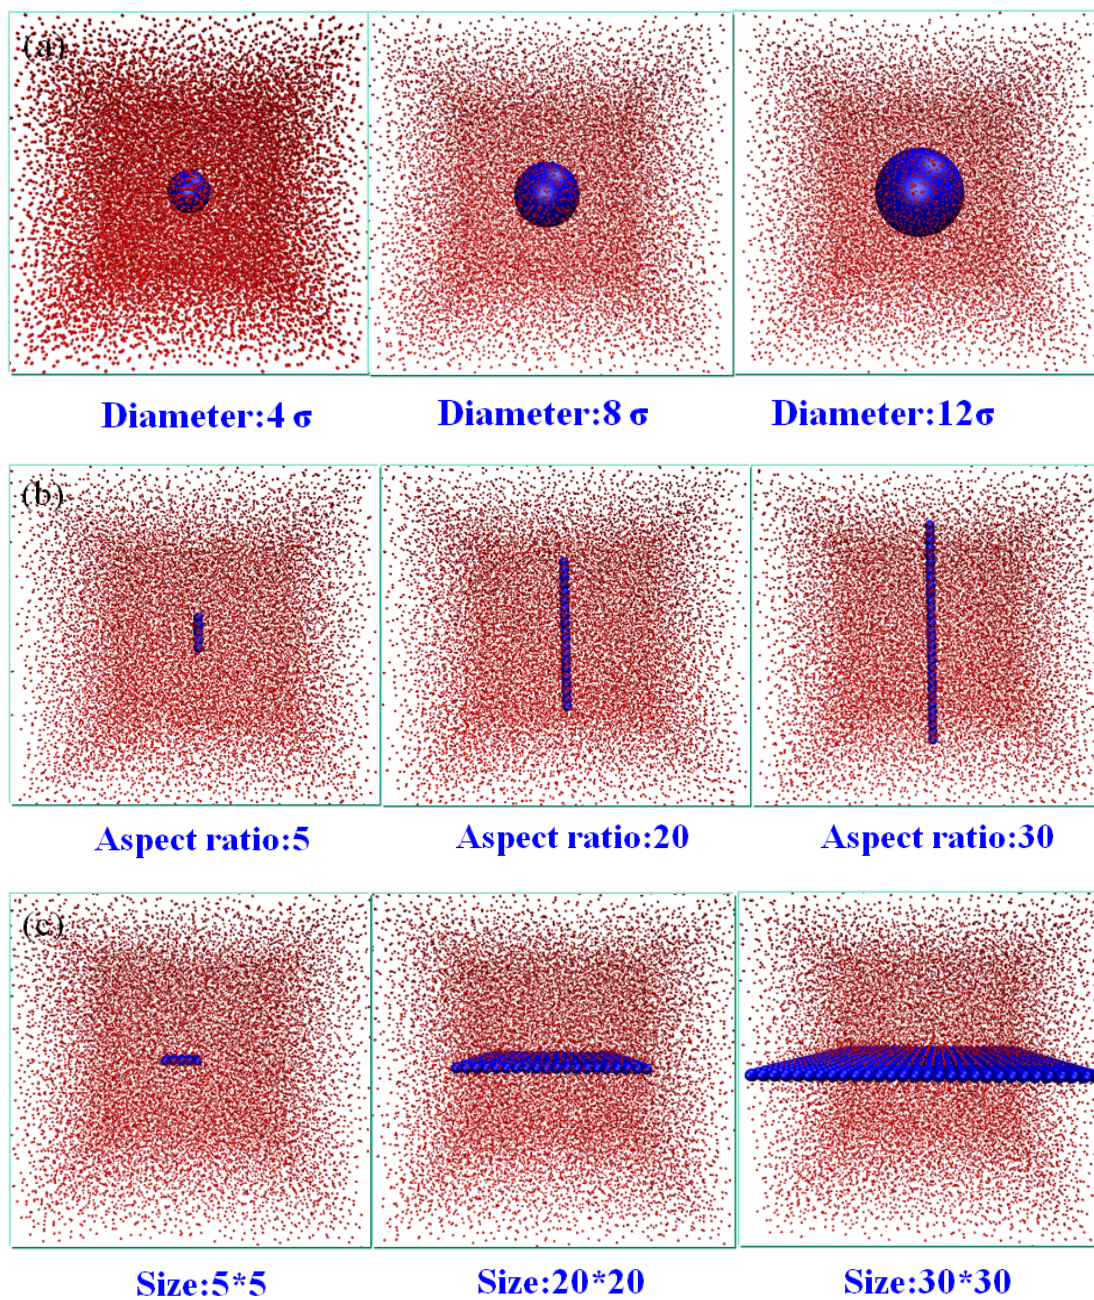 (a)
Diameter:4 σ
Diameter:8 σ
Diameter:12σ
(b)
Aspect ratio:5
Aspect ratio:20
Aspect ratio:30
(c)
Size:5*5
Size:20*20
Size:30*30